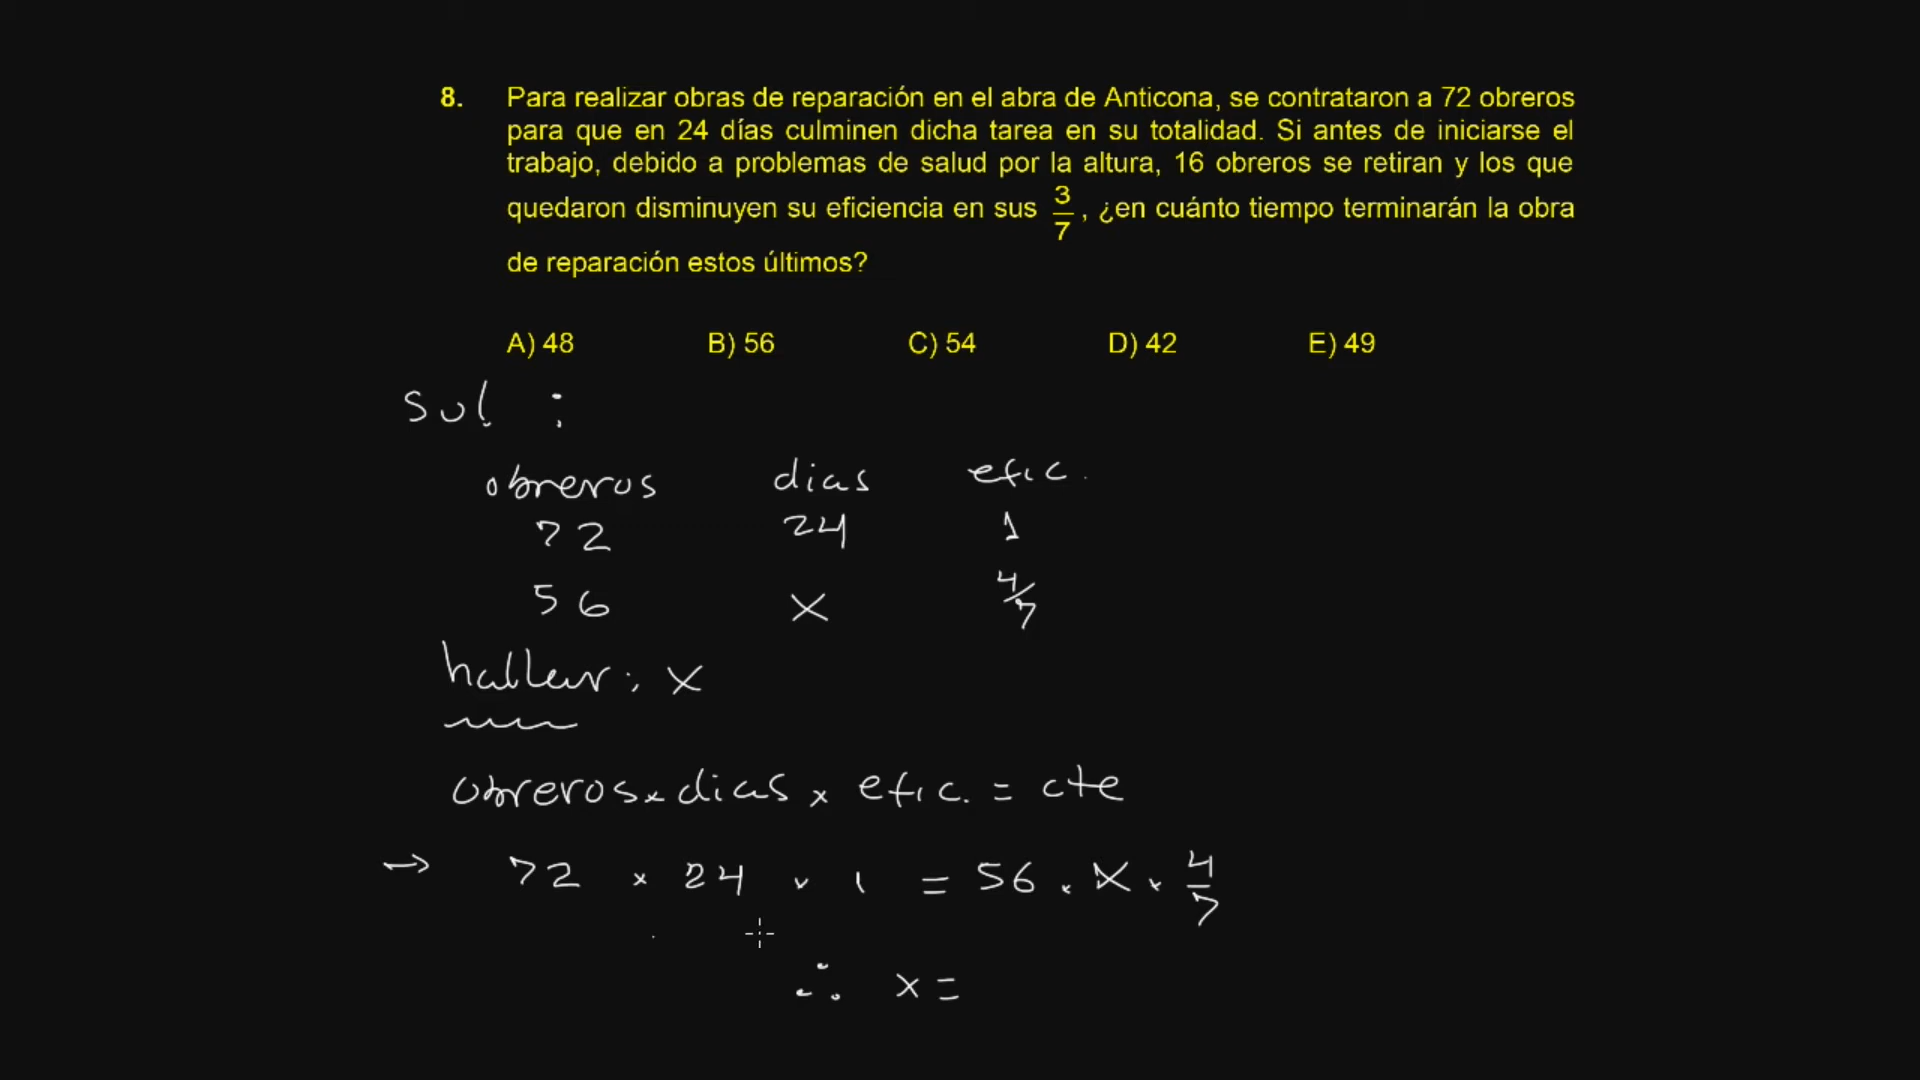 8. Para realizar obras de reparación en el abra de Anticona, se contrataron a 72 obreros
para que en 24 días culminen dicha tarea en su totalidad. Si antes de iniciarse el
trabajo, debido a problemas de salud por la altura, 16 obreros se retiran y los que
quedaron disminuyen su eficiencia en sus 3/7, ¿en cuánto tiempo terminarán la obra
de reparación estos últimos?
A) 48 B) 56 C) 54 D) 42 E) 49
Sol :
obreros dias efic.
72 24 1
56 x 4/7
hallar: x
obreros x dias x efic. = cte
→ 72 x 24 x 1 = 56 . x x 4/7
∴ x =